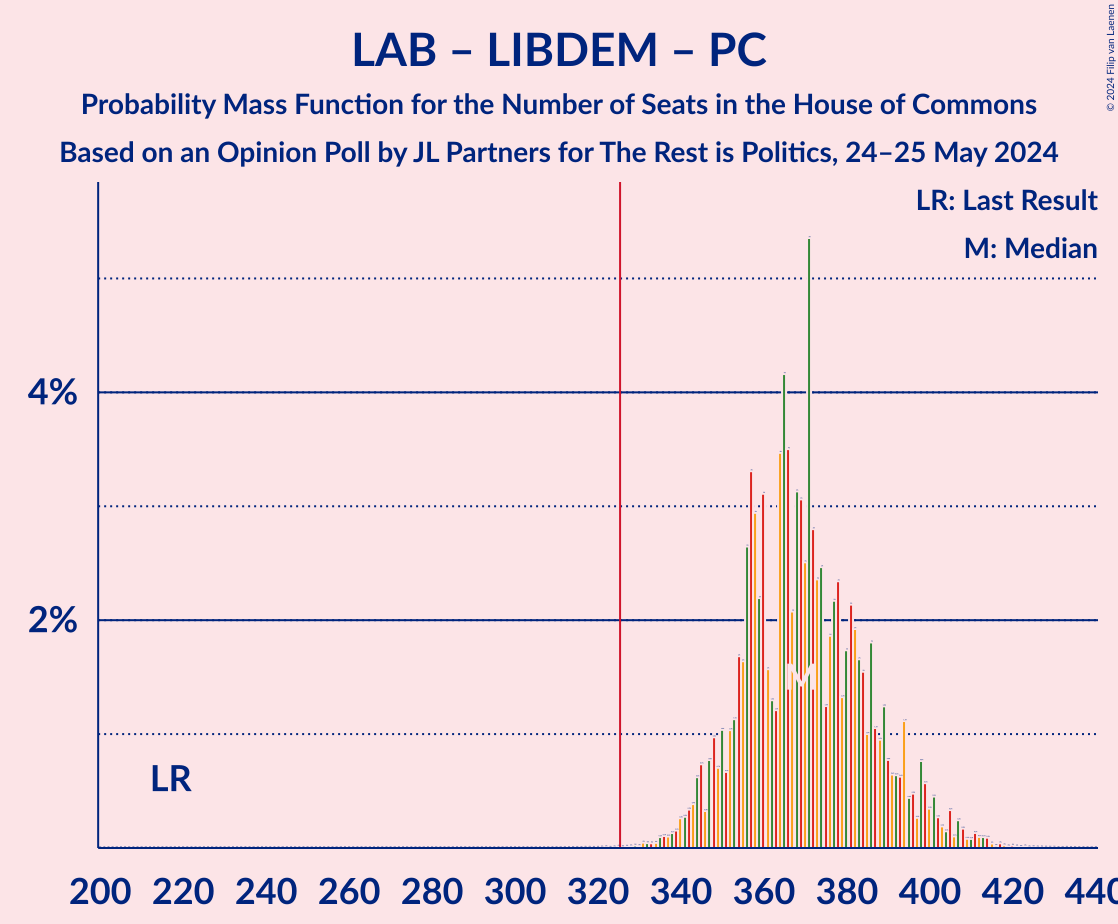 LAB – LIBDEM – PC
Probability Mass Function for the Number of Seats in the House of Commons
Based on an Opinion Poll by JL Partners for The Rest is Politics, 24–25 May 2024
© 2024 Filip van Laenen
LR: Last Result
M: Median
4%
2%
M
LR
200 220 240 260 280 300 320 340 360 380 400 420 440